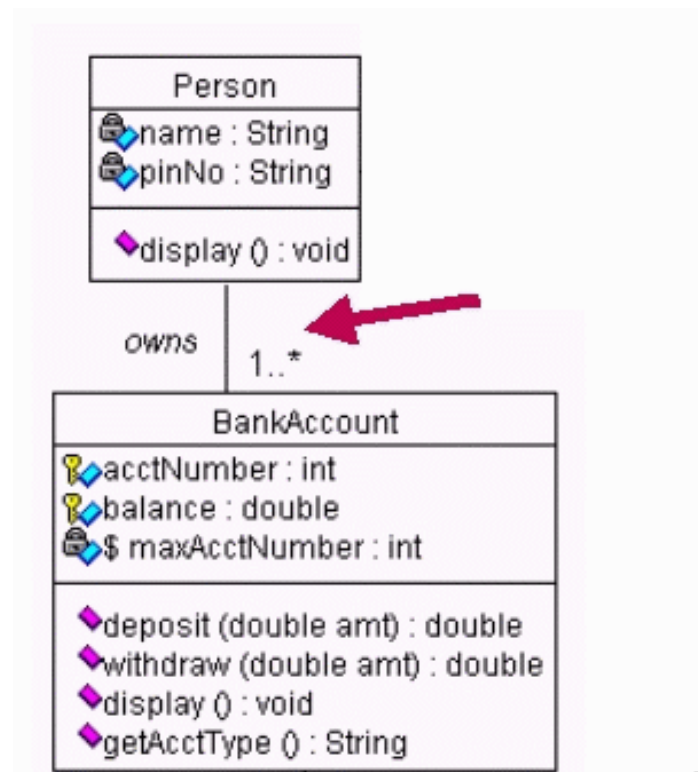 Person
name : String
pinNo : String
display () : void
owns
1..*
BankAccount
acctNumber : int
balance : double
$ maxAcctNumber : int
deposit (double amt) : double
withdraw (double amt) : double
display () : void
getAcctType () : String